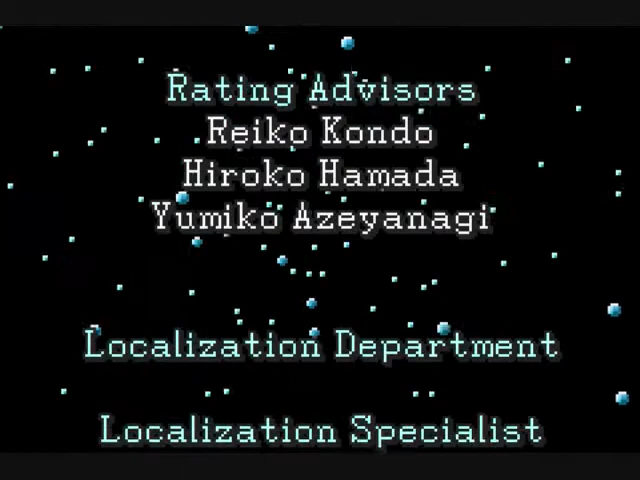 Rating Advisors
Reiko Kondo
Hiroko Hamada
Yumiko Azeyanagi
Localization Department
Localization Specialist